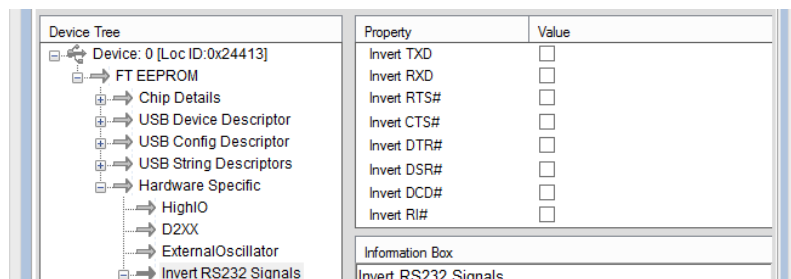 Device Tree
Device: 0 [Loc ID:0x24413]
FT EEPROM
Chip Details
USB Device Descriptor
USB Config Descriptor
USB String Descriptors
Hardware Specific
HighIO
D2XX
ExternalOscillator
Invert RS232 Signals
Property Value
Invert TXD
Invert RXD
Invert RTS#
Invert CTS#
Invert DTR#
Invert DSR#
Invert DCD#
Invert RI#
Information Box
Invert RS232 Signals